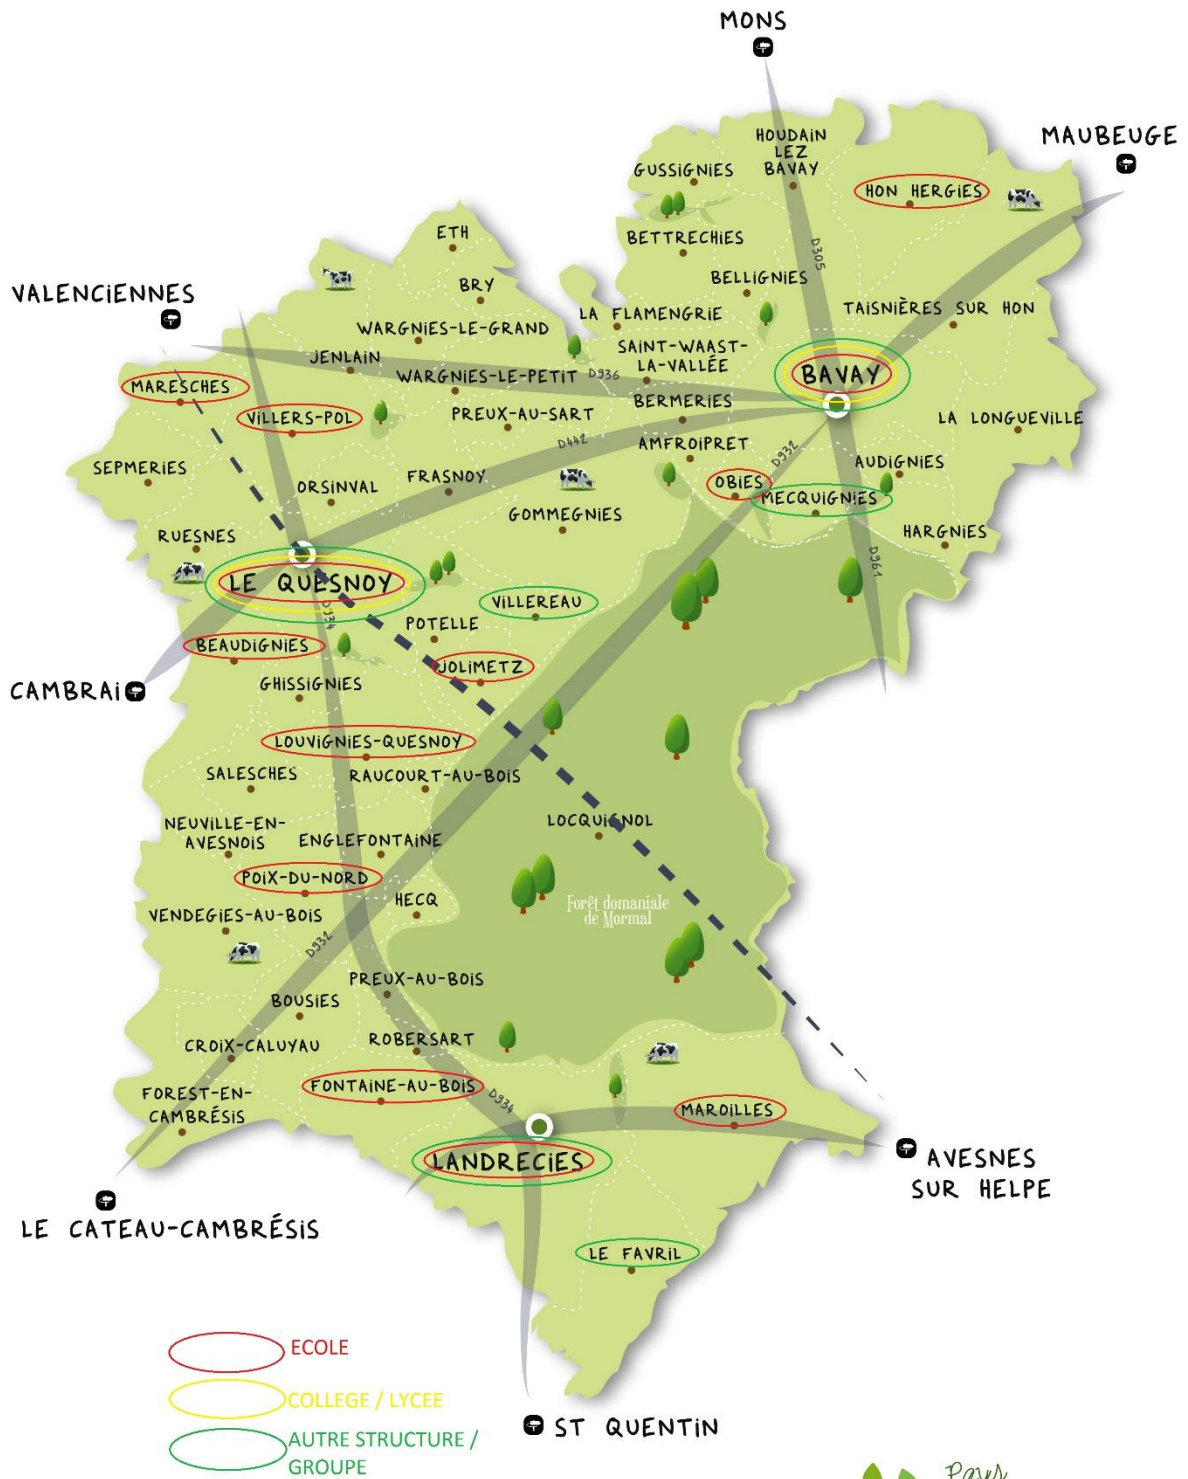 MONS
MAUBEUGE
HOUDAIN
LEZ
BAVAY
GUSSIGNIES
HON HERGIES
ETH
BETTRECHIES
D305
BRY
BELLIGNIES
VALENCIENNES
TAISNIÈRES SUR HON
LA FLAMENGRIE
WARGNIES-LE-GRAND
SAINT-WAAST-
LA-VALLÉE
JENLAIN
D936
BAVAY
WARGNIES-LE-PETIT
MARESCHES
BERMERIES
VILLERS-POL
PREUX-AU-SART
LA LONGUEVILLE
D442
AMFROIPRET
D932
AUDIGNIES
SEPMERIES
FRASNOY
ORSINVAL
OBIES
MECQUIGNIES
GOMMEGNIES
RUESNES
HARGNIES
D961
LE QUESNOY
VILLEREAU
D934
POTELLE
BEAUDIGNIES
JOLIMETZ
GHISSIGNIES
CAMBRAI
LOUVIGNIES-QUESNOY
SALESCHES
RAUCOURT-AU-BOIS
NEUVILLE-EN-
AVESNOIS
LOCQUIGNOL
ENGLEFONTAINE
POIX-DU-NORD
HECQ
Forêt domaniale
de Mormal
VENDEGIES-AU-BOIS
D932
PREUX-AU-BOIS
BOUSIES
ROBERSART
CROIX-CALUYAU
FONTAINE-AU-BOIS
FOREST-EN-
CAMBRÉSIS
D934
MAROILLES
LANDRECIES
AVESNES
SUR HELPE
LE CATEAU-CAMBRÉSIS
LE FAVRIL
ECOLE
COLLEGE / LYCEE
ST QUENTIN
AUTRE STRUCTURE /
GROUPE
Pays